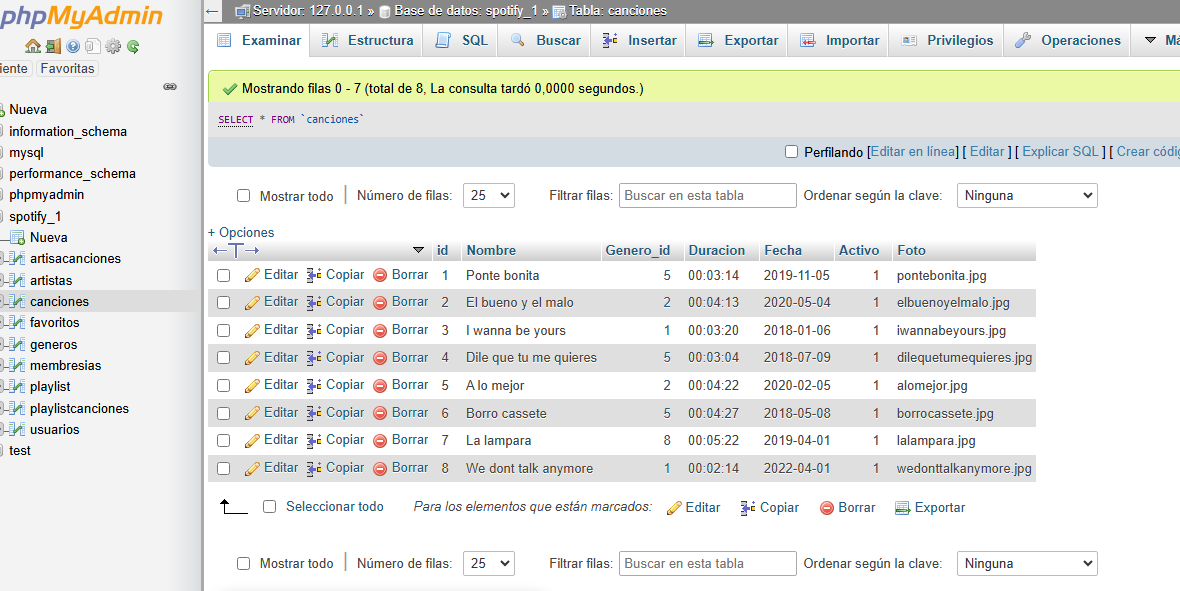 phpMyAdmin
iente Favoritas
Nueva
information_schema
mysql
performance_schema
phpmyadmin
spotify_1
Nueva
artisacanciones
artistas
canciones
favoritos
generos
membresias
playlist
playlistcanciones
usuarios
test
← Servidor: 127.0.0.1 » Base de datos: spotify_1 » Tabla: canciones
Examinar Estructura SQL Buscar Insertar Exportar Importar Privilegios Operaciones Má
Mostrando filas 0 - 7 (total de 8, La consulta tardó 0,0000 segundos.)
SELECT * FROM `canciones`
Perfilando [Editar en línea] [ Editar ] [ Explicar SQL ] [ Crear códig
Mostrar todo | Número de filas: 25 Filtrar filas: Buscar en esta tabla Ordenar según la clave: Ninguna
+ Opciones
←T→ id Nombre Genero_id Duracion Fecha Activo Foto
Editar Copiar Borrar 1 Ponte bonita 5 00:03:14 2019-11-05 1 pontebonita.jpg
Editar Copiar Borrar 2 El bueno y el malo 2 00:04:13 2020-05-04 1 elbuenoyelmalo.jpg
Editar Copiar Borrar 3 I wanna be yours 1 00:03:20 2018-01-06 1 iwannabeyours.jpg
Editar Copiar Borrar 4 Dile que tu me quieres 5 00:03:04 2018-07-09 1 dilequetumequieres.jpg
Editar Copiar Borrar 5 A lo mejor 2 00:04:22 2020-02-05 1 alomejor.jpg
Editar Copiar Borrar 6 Borro cassete 5 00:04:27 2018-05-08 1 borrocassete.jpg
Editar Copiar Borrar 7 La lampara 8 00:05:22 2019-04-01 1 lalampara.jpg
Editar Copiar Borrar 8 We dont talk anymore 1 00:02:14 2022-04-01 1 wedonttalkanymore.jpg
Seleccionar todo Para los elementos que están marcados: Editar Copiar Borrar Exportar
Mostrar todo | Número de filas: 25 Filtrar filas: Buscar en esta tabla Ordenar según la clave: Ninguna